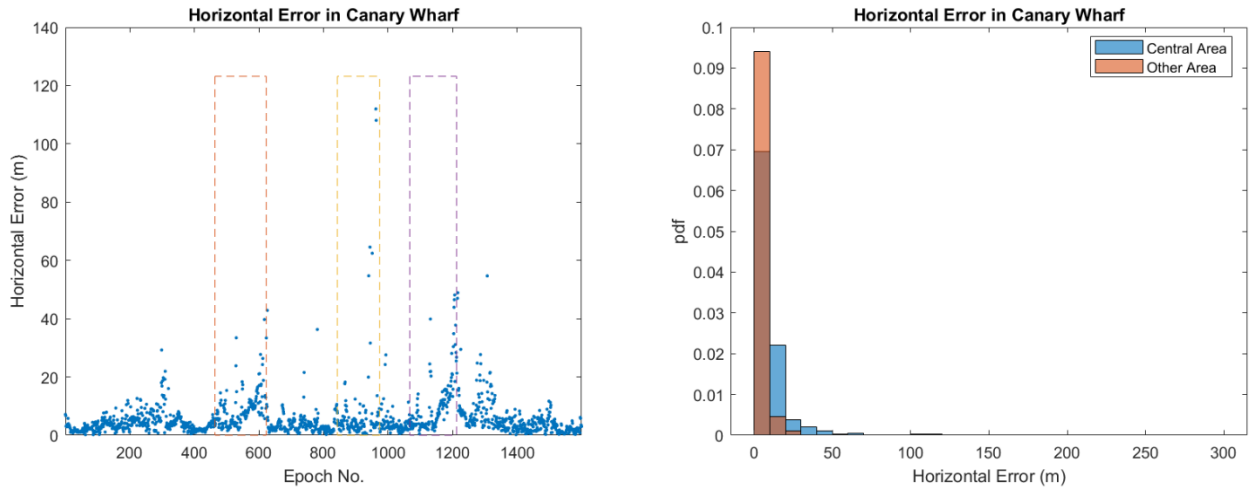 Horizontal Error in Canary Wharf
140
120
100
80
60
40
20
0
Horizontal Error (m)
200 400 600 800 1000 1200 1400
Epoch No.
Horizontal Error in Canary Wharf
0.1
0.09
0.08
0.07
0.06
0.05
0.04
0.03
0.02
0.01
0
pdf
Central Area
Other Area
0 50 100 150 200 250 300
Horizontal Error (m)